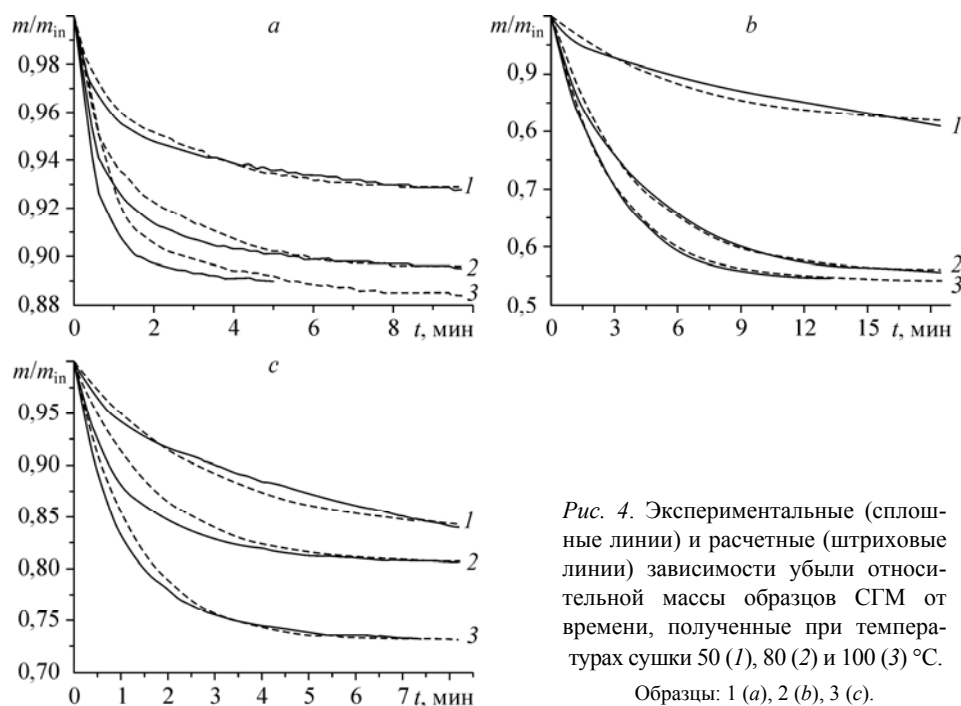 m/m_in
a
0,98
0,96
0,94
0,92
0,90
0,88
0 2 4 6 8 t, мин
1
2
3
m/m_in
b
0,9
0,6
0,7
0,6
0,5
0 3 6 9 12 15 t, мин
1
2
3
m/m_in
c
0,95
0,90
0,85
0,80
0,75
0,70
0 1 2 3 4 5 6 7 t, мин
1
2
3
Рис. 4. Экспериментальные (сплош-
ные линии) и расчетные (штриховые
линии) зависимости убыли относи-
тельной массы образцов СГМ от
времени, полученные при темпера-
турах сушки 50 (1), 80 (2) и 100 (3) °C.
Образцы: 1 (a), 2 (b), 3 (c).